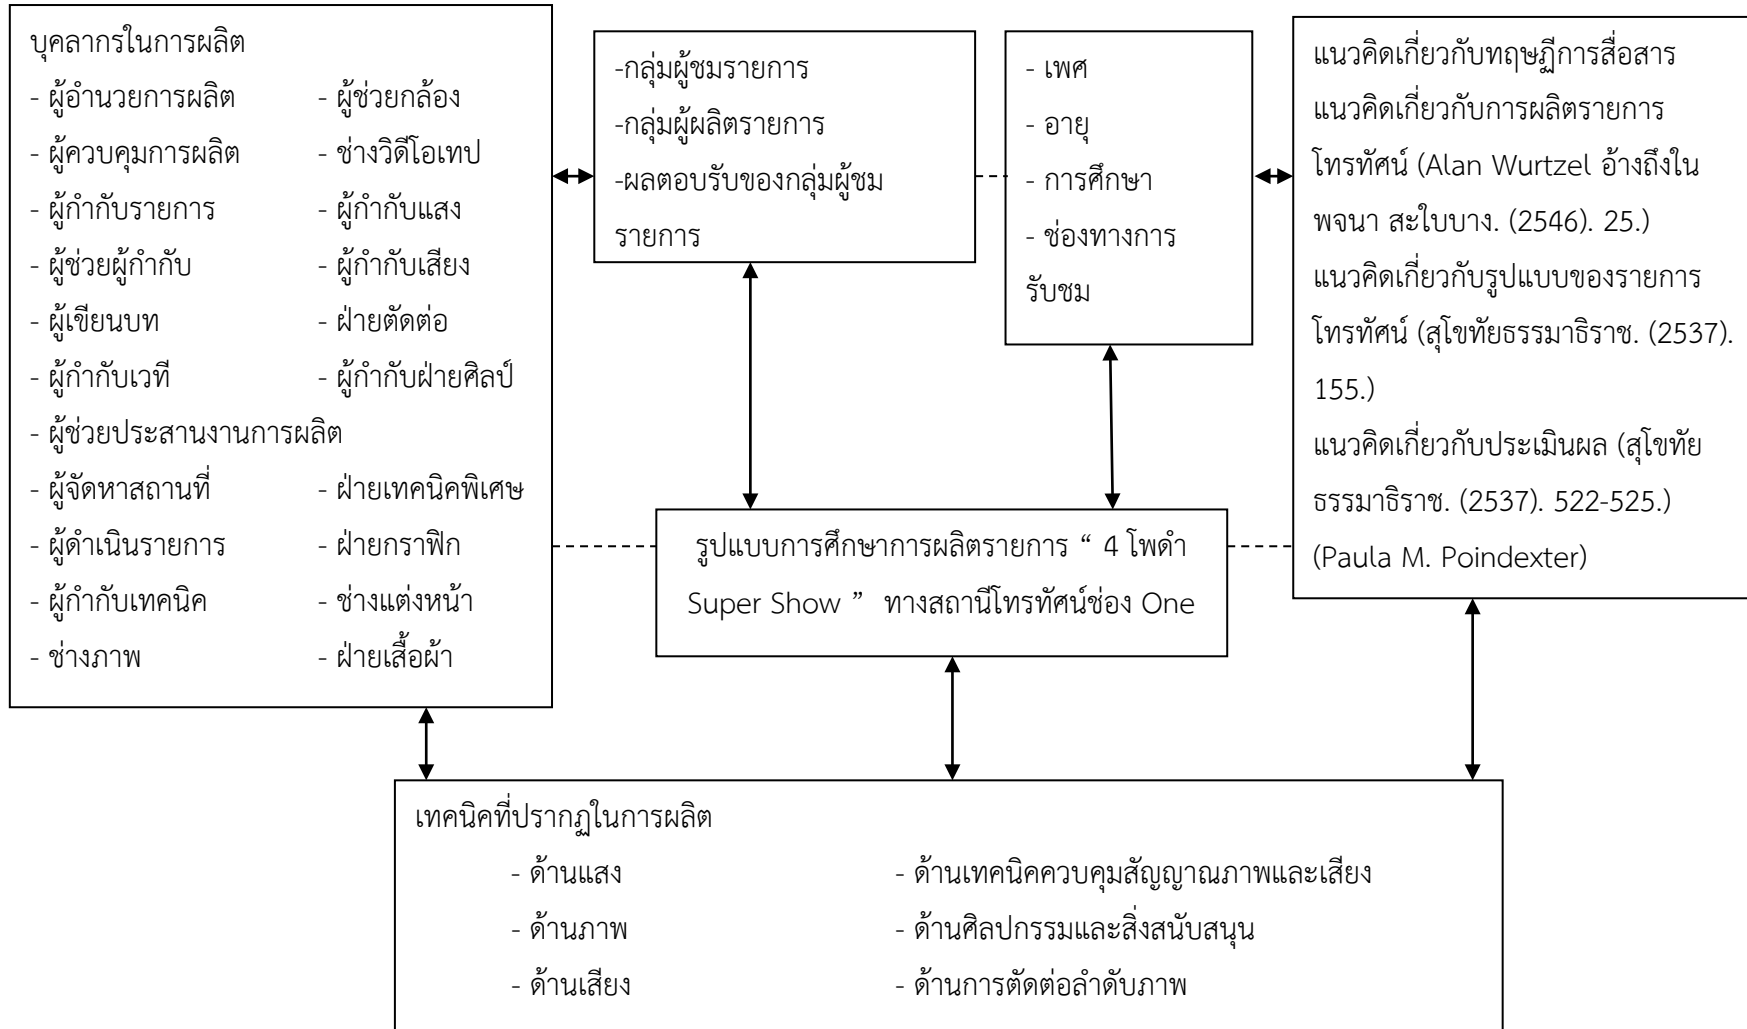 บุคลากรในการผลิต
- ผู้อำนวยการผลิต - ผู้ช่วยกล้อง
- ผู้ควบคุมการผลิต - ช่างวิดีโอเทป
- ผู้กำกับรายการ - ผู้กำกับแสง
- ผู้ช่วยผู้กำกับ - ผู้กำกับเสียง
- ผู้เขียนบท - ฝ่ายตัดต่อ
- ผู้กำกับเวที - ผู้กำกับฝ่ายศิลป์
- ผู้ช่วยประสานงานการผลิต
- ผู้จัดหาสถานที่ - ฝ่ายเทคนิคพิเศษ
- ผู้ดำเนินรายการ - ฝ่ายกราฟิก
- ผู้กำกับเทคนิค - ช่างแต่งหน้า
- ช่างภาพ - ฝ่ายเสื้อผ้า
-กลุ่มผู้ชมรายการ
-กลุ่มผู้ผลิตรายการ
-ผลตอบรับของกลุ่มผู้ชม
รายการ
- เพศ
- อายุ
- การศึกษา
- ช่องทางการ
รับชม
แนวคิดเกี่ยวกับทฤษฏีการสื่อสาร
แนวคิดเกี่ยวกับการผลิตรายการ
โทรทัศน์ (Alan Wurtzel อ้างถึงใน
พจนา สะใบบาง. (2546). 25.)
แนวคิดเกี่ยวกับรูปแบบของรายการ
โทรทัศน์ (สุโขทัยธรรมาธิราช. (2537).
155.)
แนวคิดเกี่ยวกับประเมินผล (สุโขทัย
ธรรมาธิราช. (2537). 522-525.)
(Paula M. Poindexter)
รูปแบบการศึกษาการผลิตรายการ “ 4 โพดำ
Super Show ” ทางสถานีโทรทัศน์ช่อง One
เทคนิคที่ปรากฏในการผลิต
- ด้านแสง - ด้านเทคนิคควบคุมสัญญาณภาพและเสียง
- ด้านภาพ - ด้านศิลปกรรมและสิ่งสนับสนุน
- ด้านเสียง - ด้านการตัดต่อลำดับภาพ